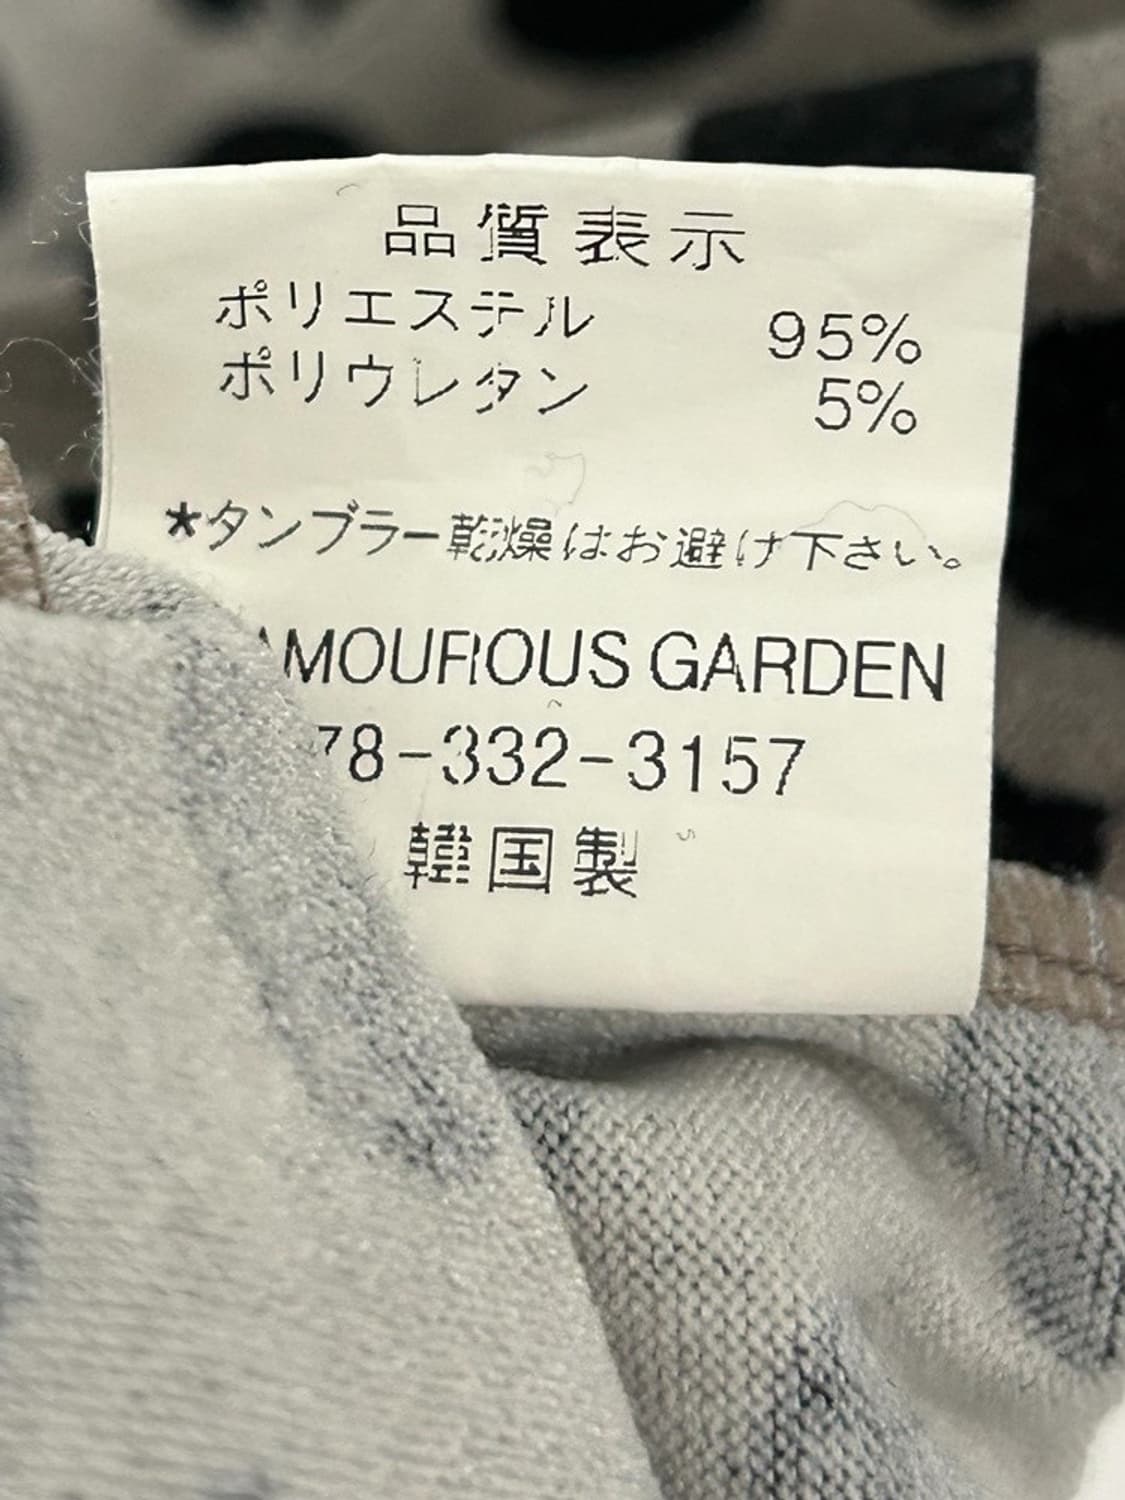 品質表示
ポリエステル 95%
ポリウレタン 5%
*タンブラー乾燥はお避け下さい。
AMOUROUS GARDEN
78-332-3157
韓国製